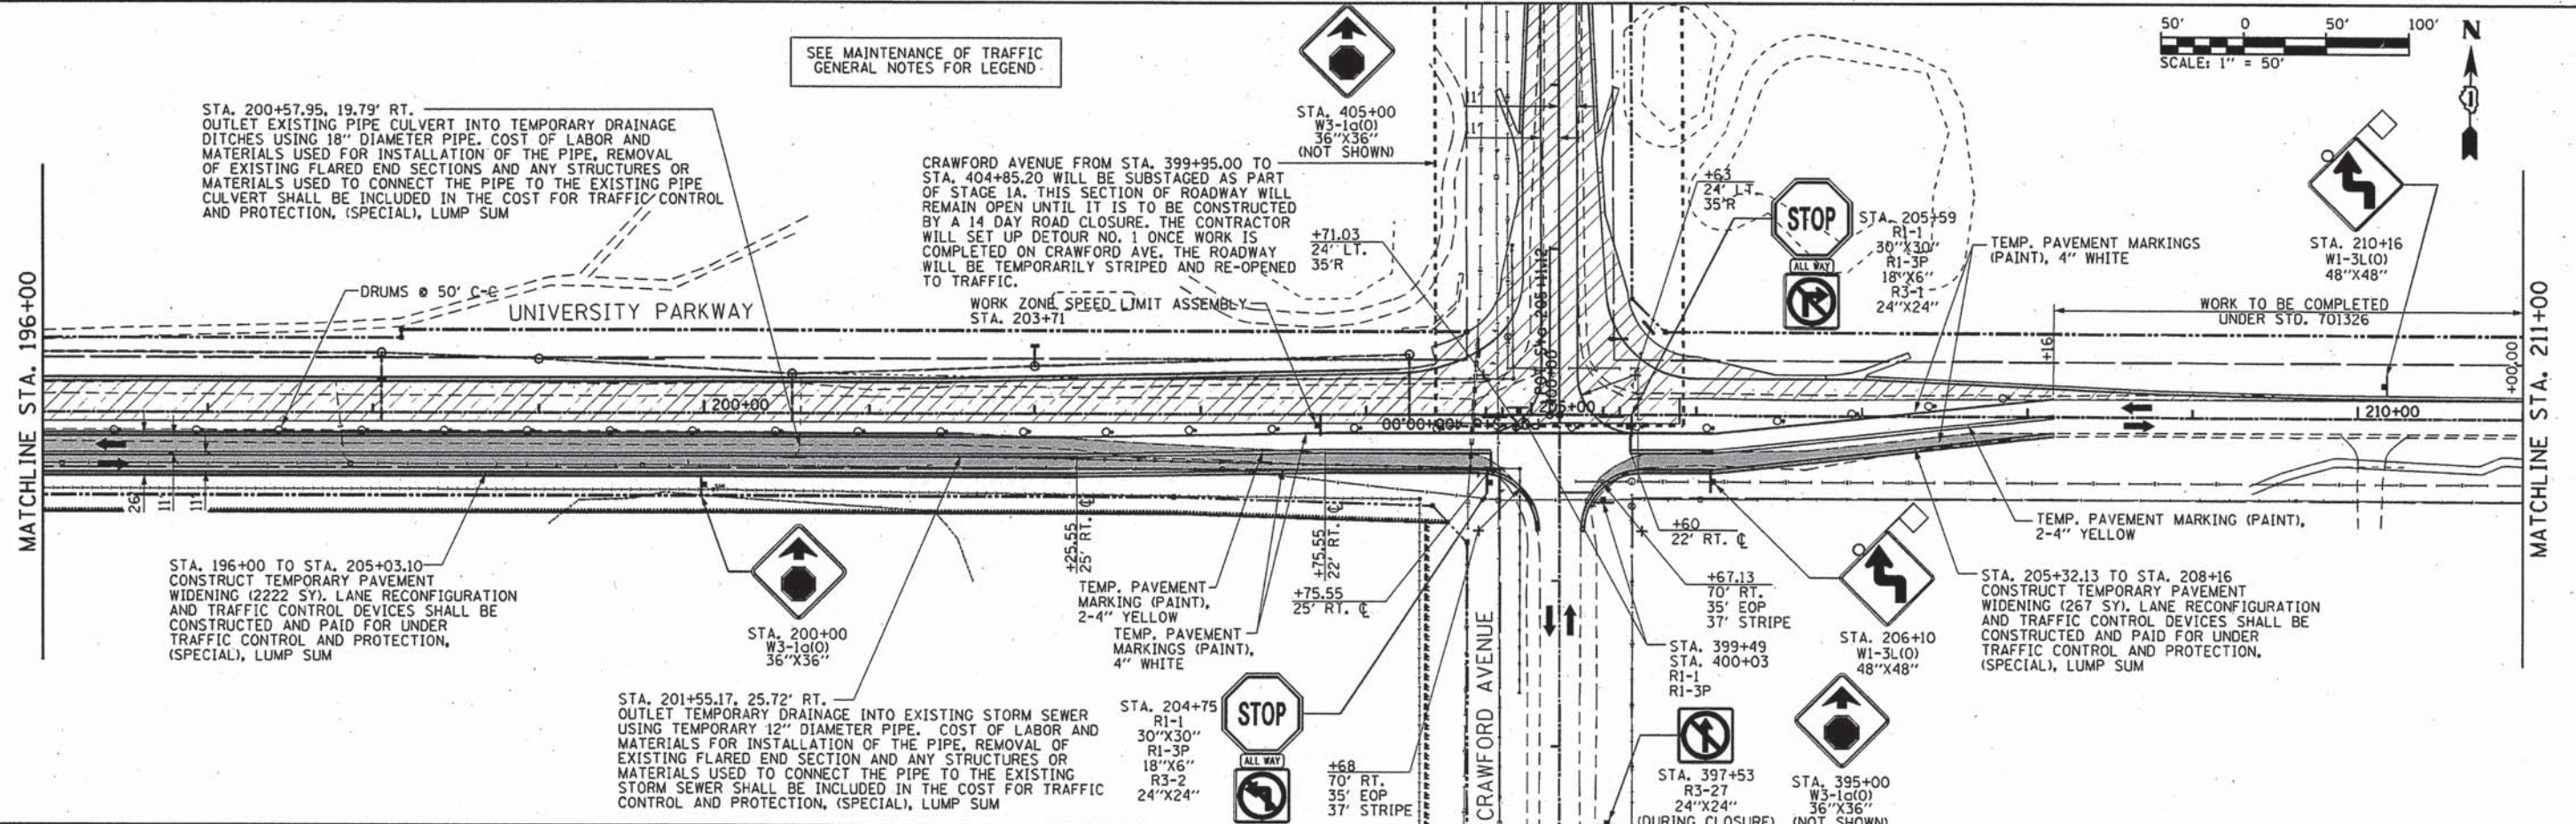 SEE MAINTENANCE OF TRAFFIC
GENERAL NOTES FOR LEGEND
50' 0 50' 100'
SCALE: 1" = 50'
N
MATCHLINE STA. 196+00
STA. 200+57.95, 19.79' RT.
OUTLET EXISTING PIPE CULVERT INTO TEMPORARY DRAINAGE
DITCHES USING 18" DIAMETER PIPE. COST OF LABOR AND
MATERIALS USED FOR INSTALLATION OF THE PIPE, REMOVAL
OF EXISTING FLARED END SECTIONS AND ANY STRUCTURES OR
MATERIALS USED TO CONNECT THE PIPE TO THE EXISTING PIPE
CULVERT SHALL BE INCLUDED IN THE COST FOR TRAFFIC CONTROL
AND PROTECTION, (SPECIAL), LUMP SUM
DRUMS @ 50' C-C
UNIVERSITY PARKWAY
CRAWFORD AVENUE FROM STA. 399+95.00 TO
STA. 404+85.20 WILL BE SUBSTAGED AS PART
OF STAGE 1A. THIS SECTION OF ROADWAY WILL
REMAIN OPEN UNTIL IT IS TO BE CONSTRUCTED
BY A 14 DAY ROAD CLOSURE. THE CONTRACTOR
WILL SET UP DETOUR NO. 1 ONCE WORK IS
COMPLETED ON CRAWFORD AVE. THE ROADWAY
WILL BE TEMPORARILY STRIPED AND RE-OPENED
TO TRAFFIC.
WORK ZONE SPEED LIMIT ASSEMBLY
STA. 203+71
STA. 405+00
W3-1a(O)
36"X36"
(NOT SHOWN)
11'
11'
+71.03
24' LT.
35'R
+63
24' LT.
35'R
STOP
ALL WAY
STA. 205+59
R1-1
30"X30"
R1-3P
18"X6"
R3-1
24"X24"
TEMP. PAVEMENT MARKINGS
(PAINT), 4" WHITE
STA. 210+16
W1-3L(O)
48"X48"
WORK TO BE COMPLETED
UNDER STD. 701326
+16
+00.00
MATCHLINE STA. 211+00
200+00
205+00
210+00
26'
11'
11'
+25.55
25' RT. ℄
+75.55
22' RT. ℄
STA. 196+00 TO STA. 205+03.10
CONSTRUCT TEMPORARY PAVEMENT
WIDENING (2222 SY). LANE RECONFIGURATION
AND TRAFFIC CONTROL DEVICES SHALL BE
CONSTRUCTED AND PAID FOR UNDER
TRAFFIC CONTROL AND PROTECTION,
(SPECIAL), LUMP SUM
STA. 200+00
W3-1a(O)
36"X36"
TEMP. PAVEMENT
MARKING (PAINT),
2-4" YELLOW
TEMP. PAVEMENT
MARKINGS (PAINT),
4" WHITE
+75.55
25' RT. ℄
STA. 201+55.17, 25.72' RT.
OUTLET TEMPORARY DRAINAGE INTO EXISTING STORM SEWER
USING TEMPORARY 12" DIAMETER PIPE. COST OF LABOR AND
MATERIALS FOR INSTALLATION OF THE PIPE, REMOVAL OF
EXISTING FLARED END SECTION AND ANY STRUCTURES OR
MATERIALS USED TO CONNECT THE PIPE TO THE EXISTING
STORM SEWER SHALL BE INCLUDED IN THE COST FOR TRAFFIC
CONTROL AND PROTECTION, (SPECIAL), LUMP SUM
STA. 204+75
R1-1
30"X30"
R1-3P
18"X6"
R3-2
24"X24"
STOP
ALL WAY
+68
70' RT.
35' EOP
37' STRIPE
CRAWFORD AVENUE
+60
22' RT. ℄
+67.13
70' RT.
35' EOP
37' STRIPE
STA. 399+49
STA. 400+03
R1-1
R1-3P
STA. 397+53
R3-27
24"X24"
(DURING CLOSURE)
STA. 395+00
W3-1a(O)
36"X36"
(NOT SHOWN)
STA. 206+10
W1-3L(O)
48"X48"
TEMP. PAVEMENT MARKING (PAINT),
2-4" YELLOW
STA. 205+32.13 TO STA. 208+16
CONSTRUCT TEMPORARY PAVEMENT
WIDENING (267 SY). LANE RECONFIGURATION
AND TRAFFIC CONTROL DEVICES SHALL BE
CONSTRUCTED AND PAID FOR UNDER
TRAFFIC CONTROL AND PROTECTION,
(SPECIAL), LUMP SUM